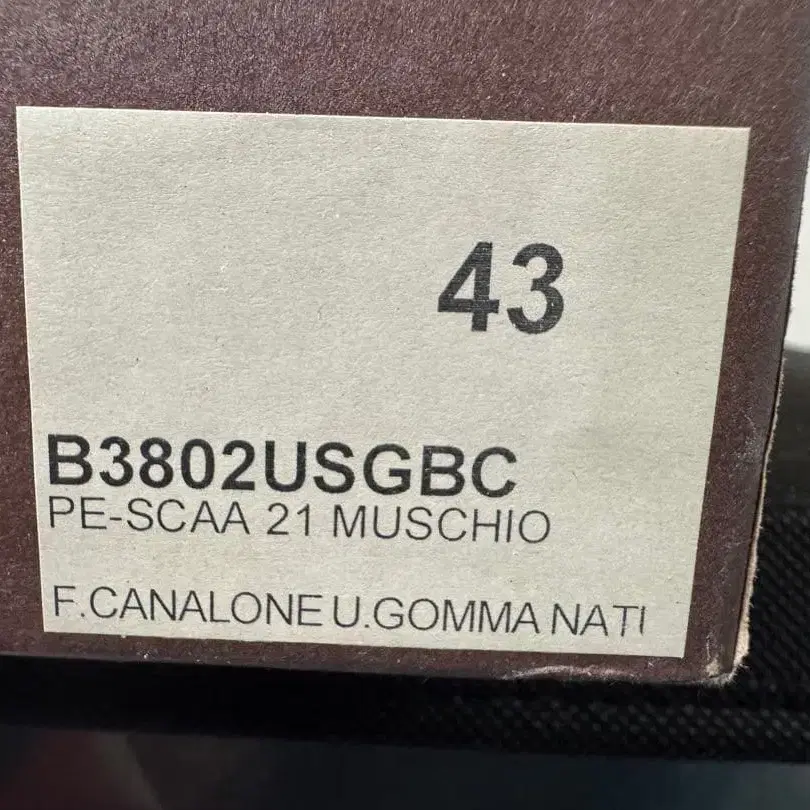 43
B3802USGBC
PE-SCAA 21 MUSCHIO
F.CANALONE U.GOMMA NATI